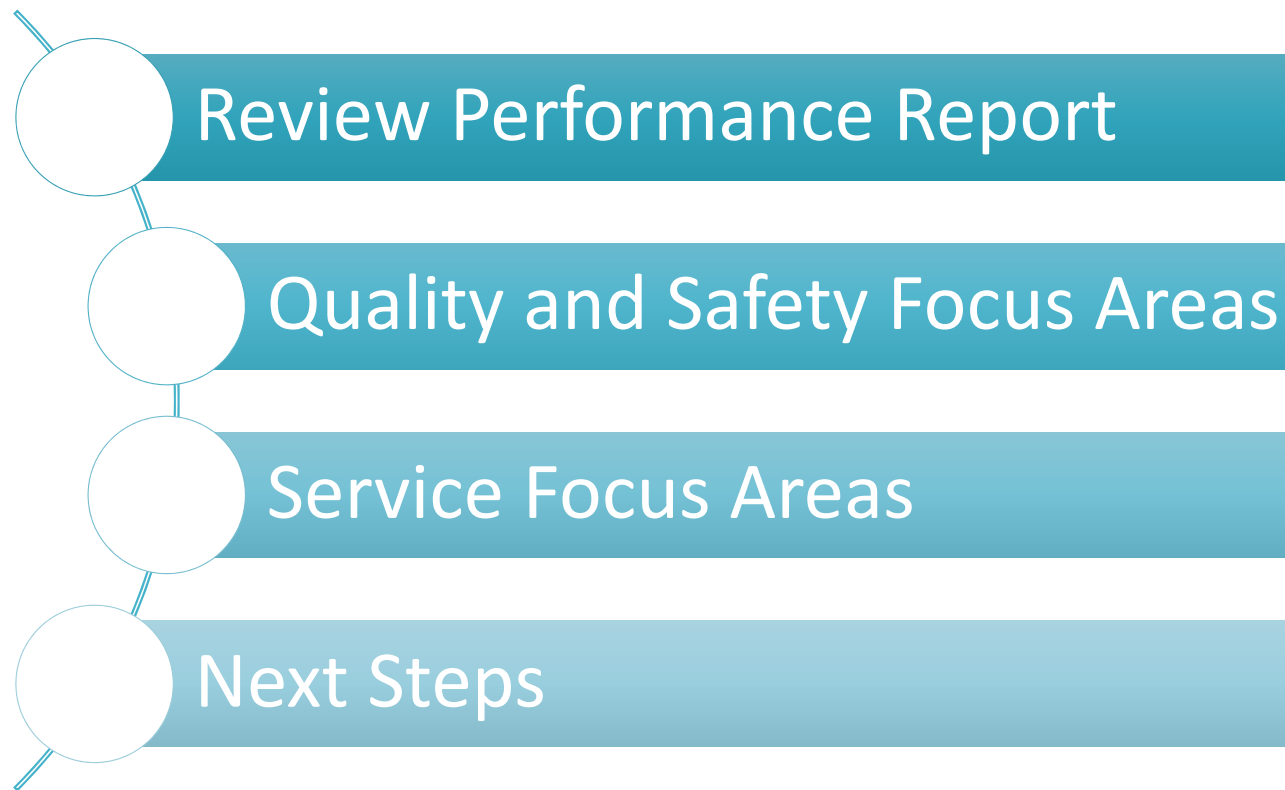 Review Performance Report
Quality and Safety Focus Areas
Service Focus Areas
Next Steps